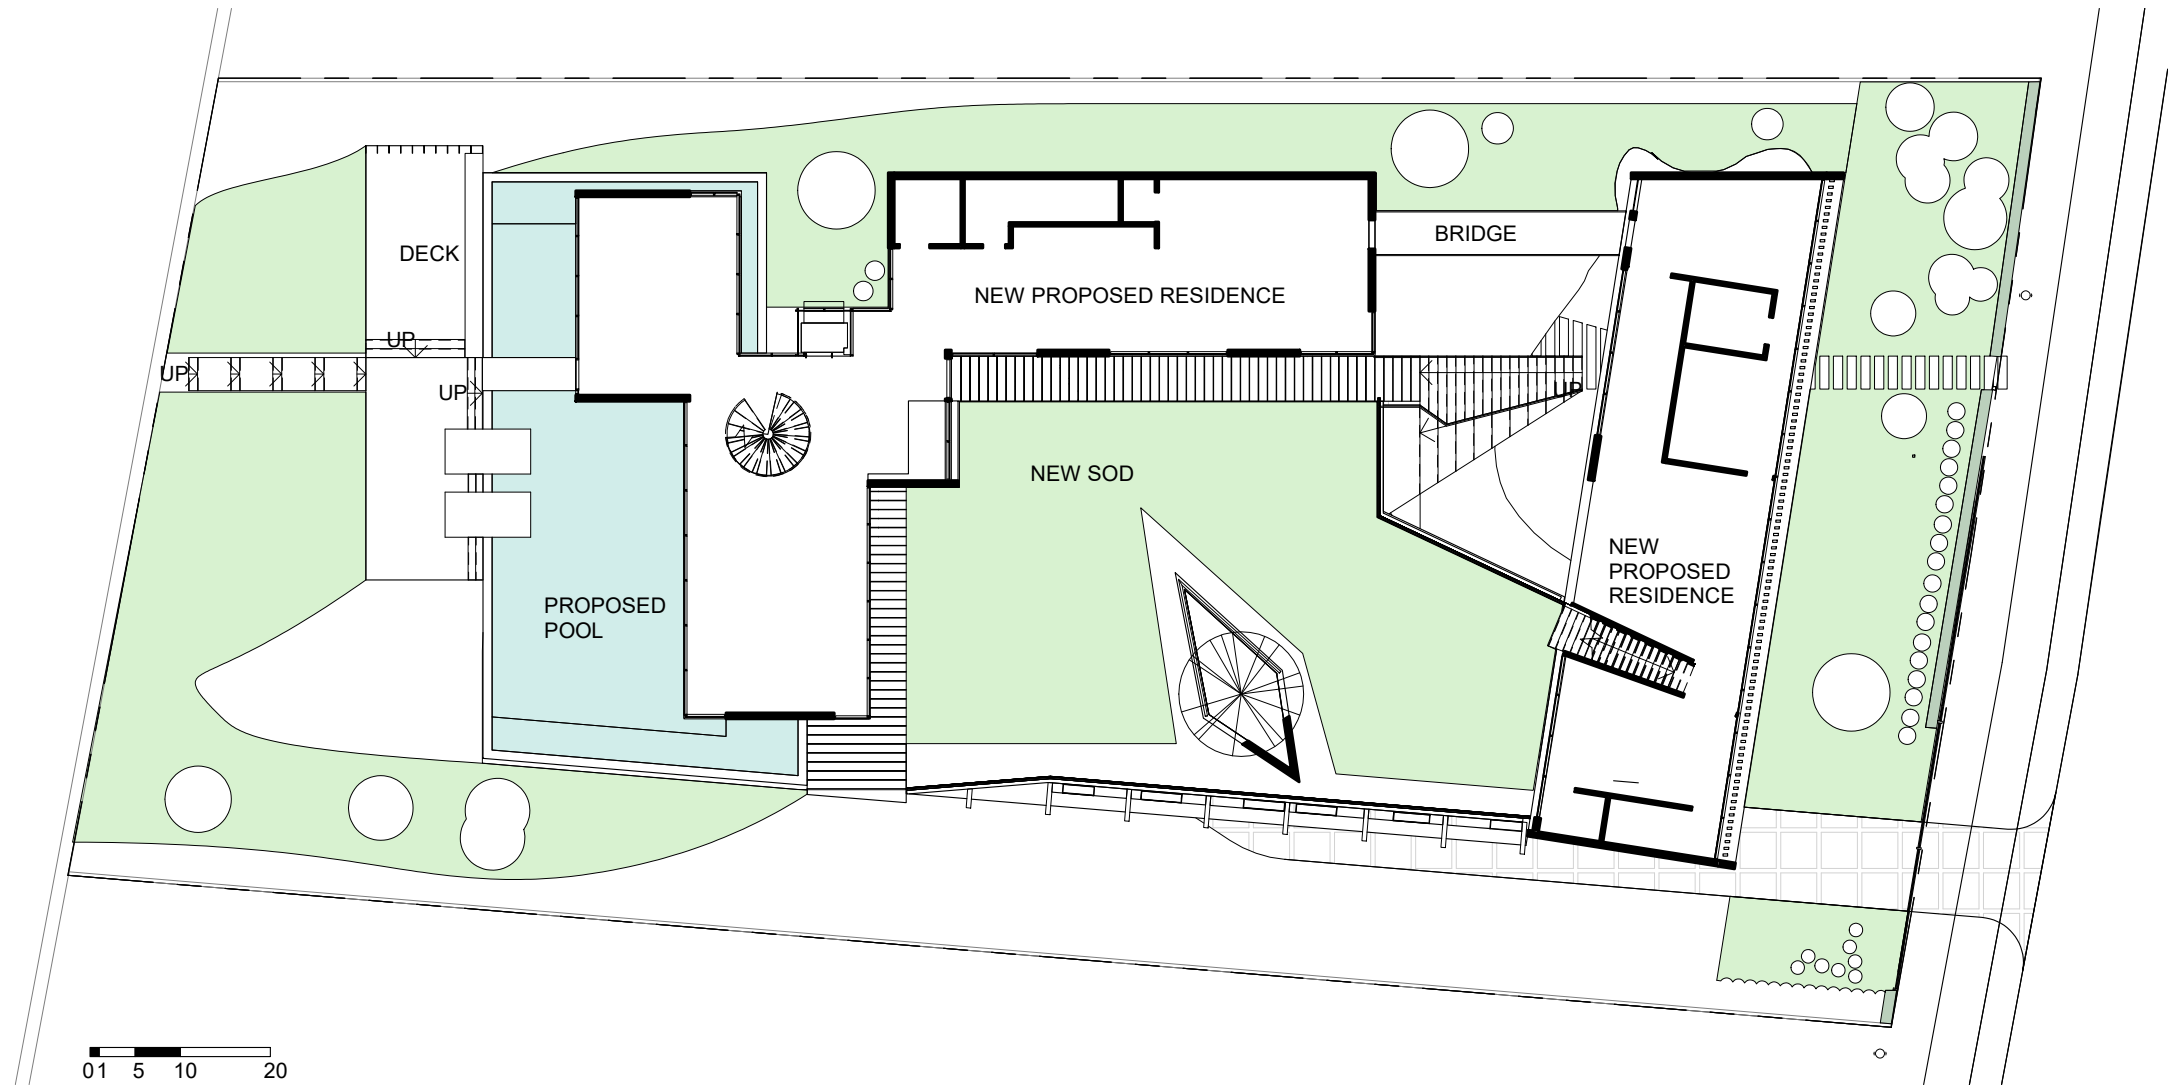 BRIDGE
DECK
NEW PROPOSED RESIDENCE
UP
UP
UP
UP
NEW SOD
NEW
PROPOSED
RESIDENCE
PROPOSED
POOL
0 1 5 10 20